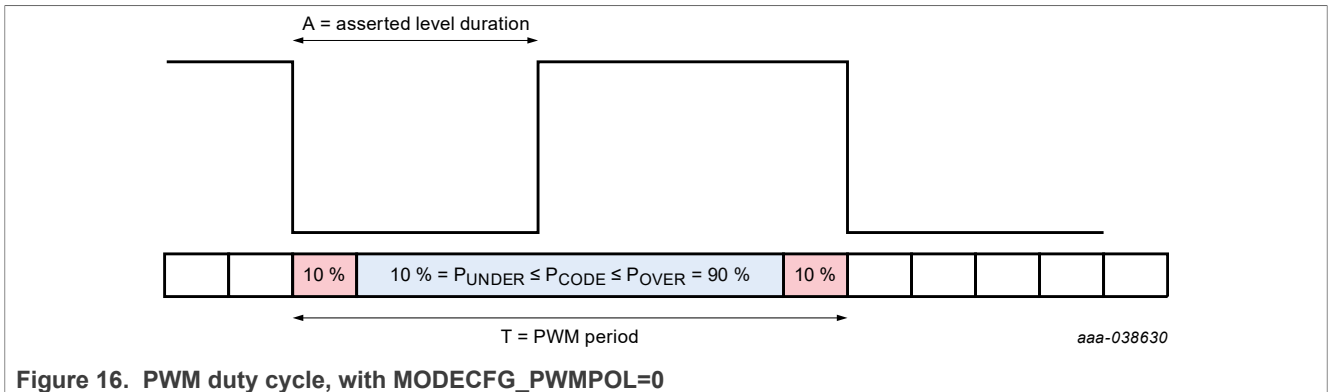 A = asserted level duration
10 % 10 % = PUNDER ≤ PCODE ≤ POVER = 90 % 10 %
T = PWM period
aaa-038630
Figure 16. PWM duty cycle, with MODECFG_PWMPOL=0